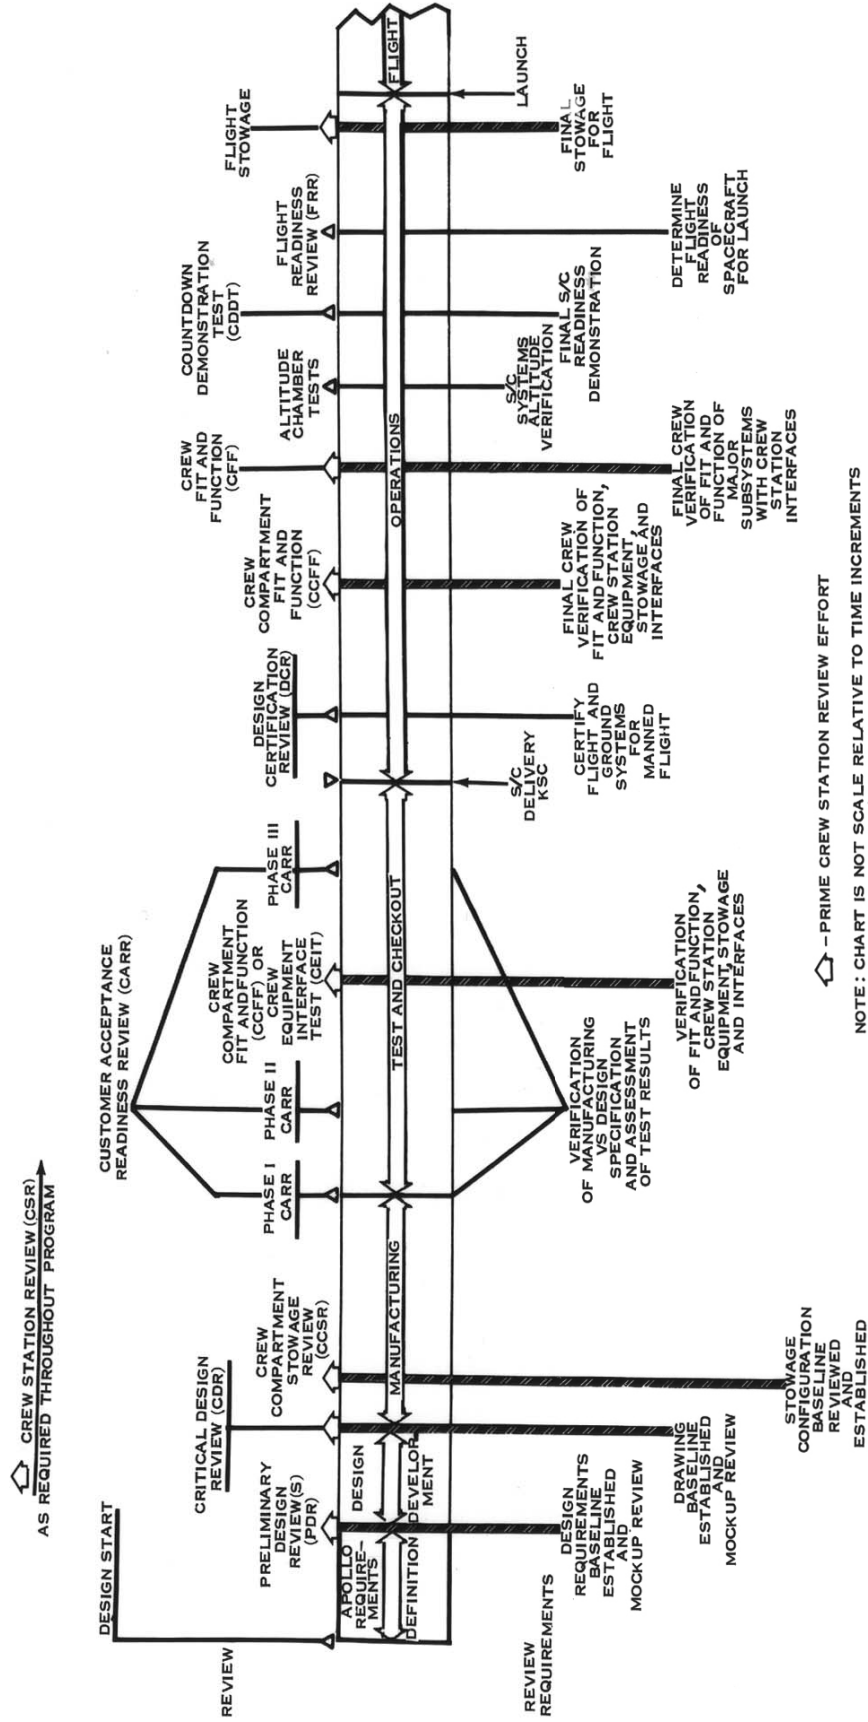 CREW STATION REVIEW (CSR)
AS REQUIRED THROUGHOUT PROGRAM
REVIEW
DESIGN START
PRELIMINARY
DESIGN
REVIEW(S)
(PDR)
CRITICAL DESIGN
REVIEW (CDR)
CREW
COMPARTMENT
STOWAGE
REVIEW
(CCSR)
CUSTOMER ACCEPTANCE
READINESS REVIEW (CARR)
PHASE I
CARR
PHASE II
CARR
CREW
COMPARTMENT
FIT AND FUNCTION
(CCFF) OR
CREW
EQUIPMENT
INTERFACE
TEST (CEIT)
PHASE III
CARR
DESIGN
CERTIFICATION
REVIEW (DCR)
CREW
COMPARTMENT
FIT AND
FUNCTION
(CCFF)
CREW
FIT AND
FUNCTION
(CFF)
ALTITUDE
CHAMBER
TESTS
COUNTDOWN
DEMONSTRATION
TEST
(CDDT)
FLIGHT
READINESS
REVIEW (FRR)
FLIGHT
STOWAGE
APOLLO
REQUIRE-
MENTS
DEFINITION
DESIGN
DEVELOP
MENT
MANUFACTURING
TEST AND CHECKOUT
OPERATIONS
FLIGHT
REVIEW
REQUIREMENTS
DESIGN
REQUIREMENTS
BASELINE
ESTABLISHED
AND
MOCKUP REVIEW
DRAWING
BASELINE
ESTABLISHED
AND
MOCKUP REVIEW
STOWAGE
CONFIGURATION
BASELINE
REVIEWED
AND
ESTABLISHED
VERIFICATION
OF MANUFACTURING
VS DESIGN
SPECIFICATION
AND ASSESSMENT
OF TEST RESULTS
VERIFICATION
OF FIT AND FUNCTION,
CREW STATION
EQUIPMENT, STOWAGE
AND INTERFACES
S/C
DELIVERY
KSC
CERTIFY
FLIGHT AND
GROUND
SYSTEMS
FOR
MANNED
FLIGHT
FINAL CREW
VERIFICATION OF
FIT AND FUNCTION,
CREW STATION
EQUIPMENT,
STOWAGE AND
INTERFACES
FINAL CREW
VERIFICATION
OF FIT AND
FUNCTION OF
MAJOR
SUBSYSTEMS
WITH CREW
STATION
INTERFACES
S/C
SYSTEMS
ALTITUDE
VERIFICATION
FINAL S/C
READINESS
DEMONSTRATION
DETERMINE
FLIGHT
READINESS
OF
SPACECRAFT
FOR LAUNCH
FINAL
STOWAGE
FOR
FLIGHT
LAUNCH
- PRIME CREW STATION REVIEW EFFORT
NOTE: CHART IS NOT SCALE RELATIVE TO TIME INCREMENTS